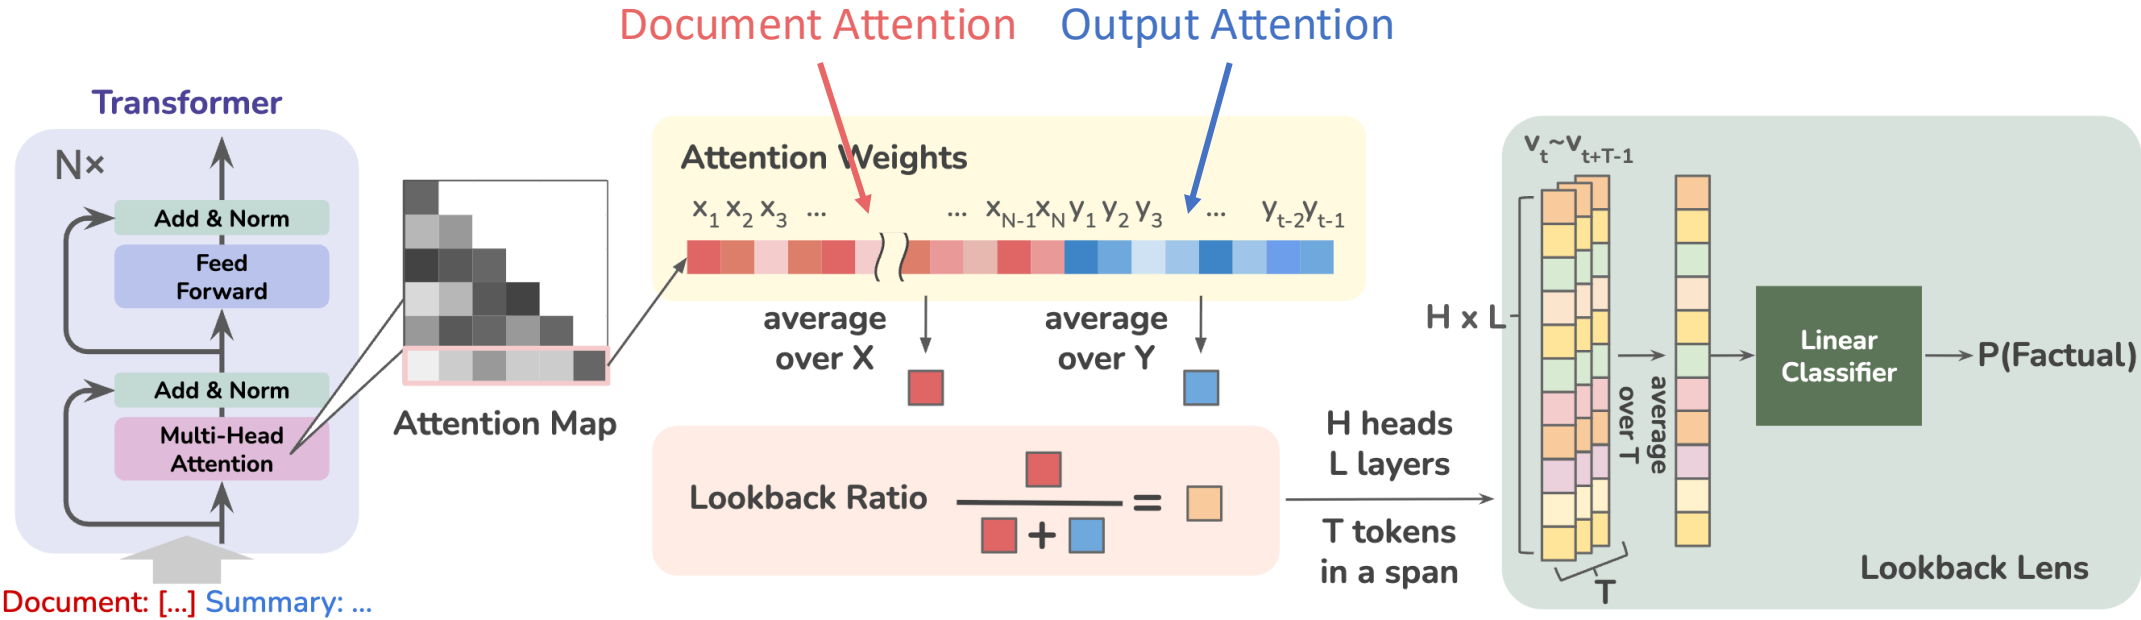 Document Attention
Output Attention
Transformer
N×
Add & Norm
Feed
Forward
Add & Norm
Multi-Head
Attention
Document: [...] Summary: ...
Attention Map
Attention Weights
x1 x2 x3 ... ... xN-1 xN y1 y2 y3 ... yt-2 yt-1
average
over X
average
over Y
Lookback Ratio
+
=
H heads
L layers
T tokens
in a span
vt~vt+T-1
H x L
T
average
over T
Linear
Classifier
P(Factual)
Lookback Lens